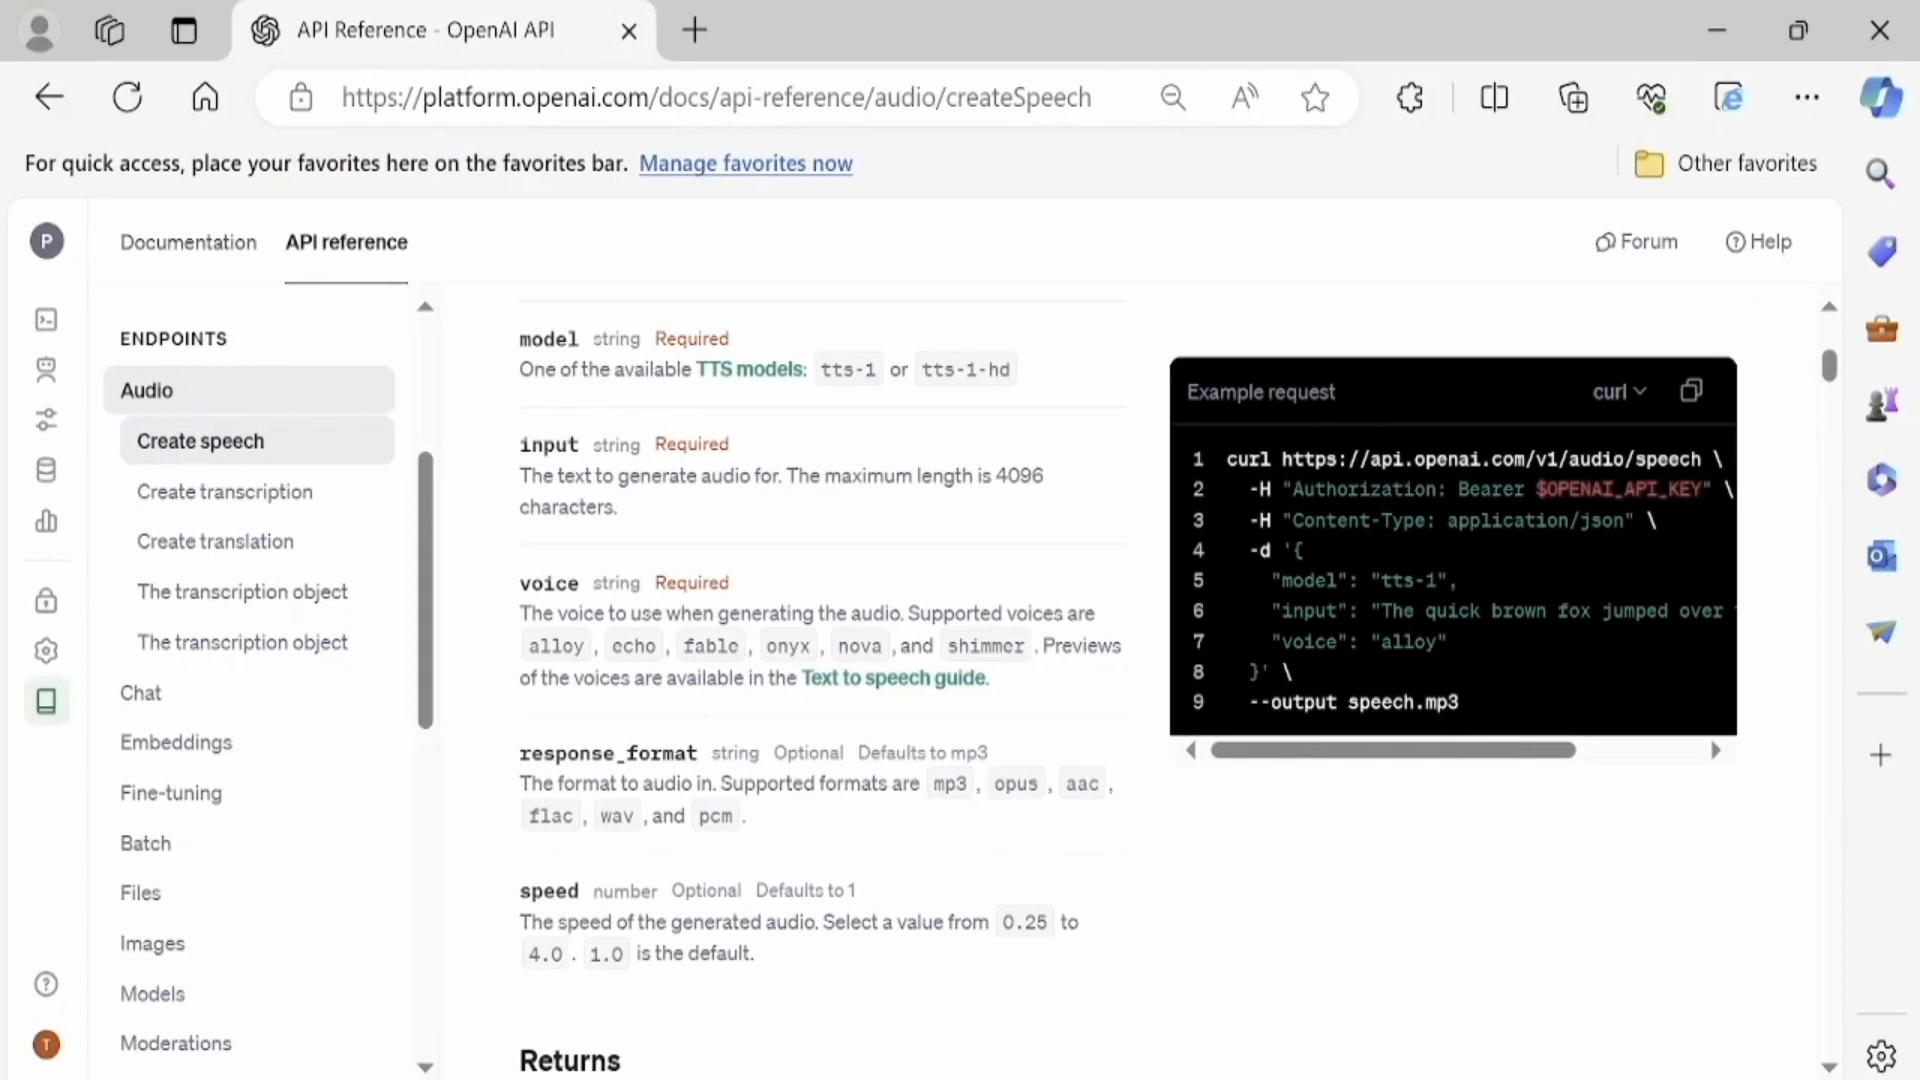 API Reference - OpenAI API
https://platform.openai.com/docs/api-reference/audio/createSpeech
For quick access, place your favorites here on the favorites bar. Manage favorites now
Other favorites
P
Documentation
API reference
Forum
Help
ENDPOINTS
Audio
Create speech
Create transcription
Create translation
The transcription object
The transcription object
Chat
Embeddings
Fine-tuning
Batch
Files
Images
Models
Moderations
T
model string Required
One of the available TTS models: tts-1 or tts-1-hd
input string Required
The text to generate audio for. The maximum length is 4096
characters.
voice string Required
The voice to use when generating the audio. Supported voices are
alloy , echo , fable , onyx , nova , and shimmer . Previews
of the voices are available in the Text to speech guide.
response_format string Optional Defaults to mp3
The format to audio in. Supported formats are mp3 , opus , aac ,
flac , wav , and pcm .
speed number Optional Defaults to 1
The speed of the generated audio. Select a value from 0.25 to
4.0 . 1.0 is the default.
Returns
Example request
curl
1 curl https://api.openai.com/v1/audio/speech \
2 -H "Authorization: Bearer $OPENAI_API_KEY" \
3 -H "Content-Type: application/json" \
4 -d '{
5 "model": "tts-1",
6 "input": "The quick brown fox jumped over
7 "voice": "alloy"
8 }' \
9 --output speech.mp3